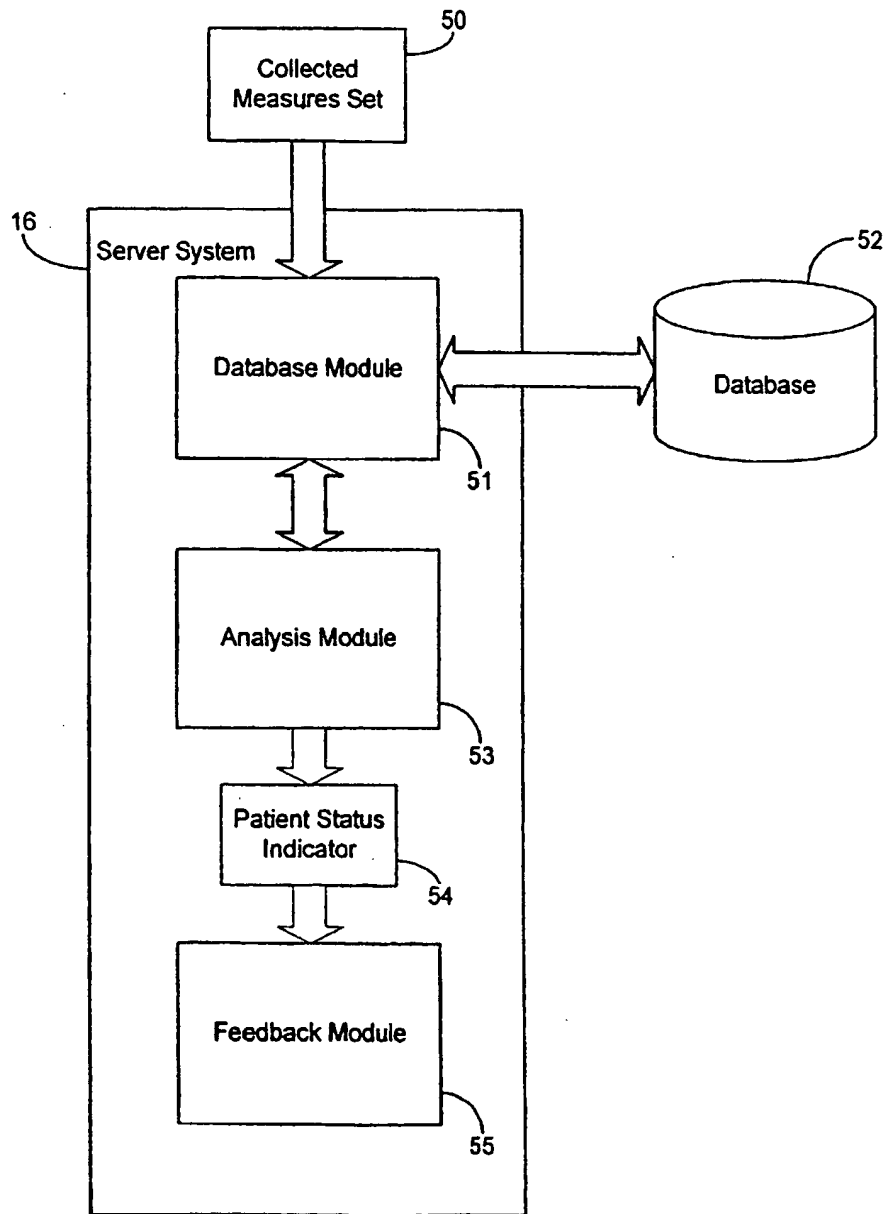 50
Collected
Measures Set
16
Server System
52
Database Module
Database
51
Analysis Module
53
Patient Status
Indicator
54
Feedback Module
55